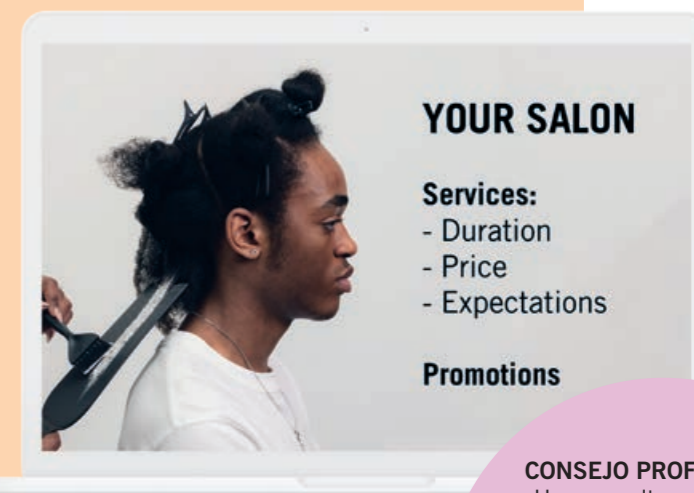 YOUR SALON
Services:
- Duration
- Price
- Expectations
Promotions
CONSEJO PROF